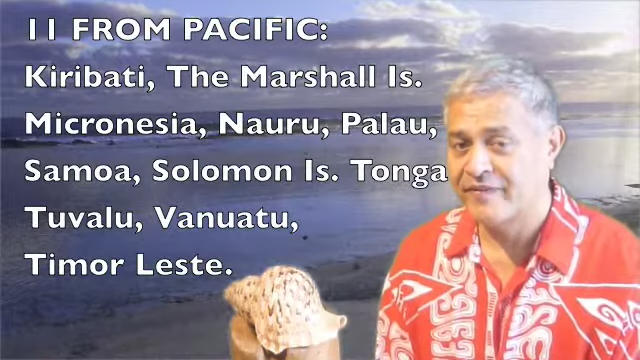 11 FROM PACIFIC:
Kiribati, The Marshall Is.
Micronesia, Nauru, Palau,
Samoa, Solomon Is. Tonga
Tuvalu, Vanuatu,
Timor Leste.